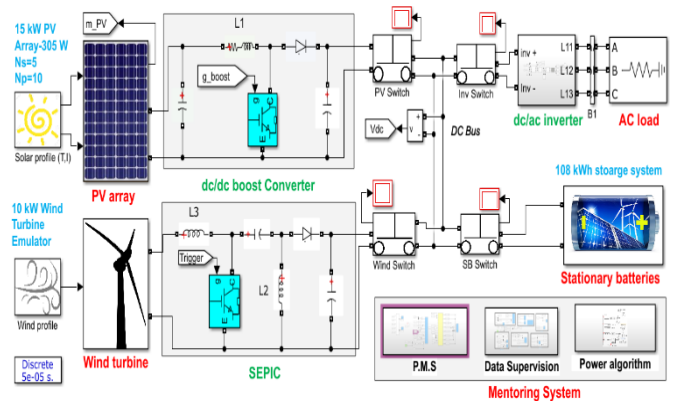 15 kW PV
Array-305 W
Ns=5
Np=10
m_PV
Solar profile (T,I)
PV array
L1
g_boost
g
C
E
dc/dc boost Converter
PV Switch
Inv Switch
Vdc
+
v
-
DC Bus
inv +
Inv -
L11
L12
L13
dc/ac inverter
B1
A
B
C
AC load
10 kW Wind
Turbine
Emulator
Wind profile
Wind turbine
Discrete
5e-05 s.
L3
Trigger
g
C
E
L2
SEPIC
Wind Switch
SB Switch
108 kWh stoarge system
Stationary batteries
P.M.S
Data Supervision
Power algorithm
Mentoring System